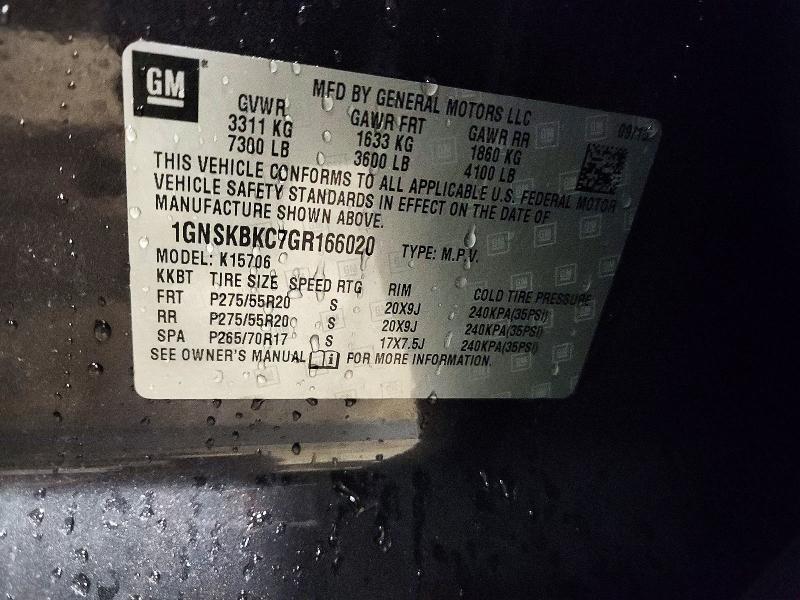 GM
MFD BY GENERAL MOTORS LLC
GVWR GAWR FRT GAWR RR
3311 KG 1633 KG 1860 KG
7300 LB 3600 LB 4100 LB
THIS VEHICLE CONFORMS TO ALL APPLICABLE U.S. FEDERAL MOTOR
VEHICLE SAFETY STANDARDS IN EFFECT ON THE DATE OF
MANUFACTURE SHOWN ABOVE.
1GNSKBKC7GR166020 TYPE: M.P.V.
MODEL: K15706
KKBT TIRE SIZE SPEED RTG RIM COLD TIRE PRESSURE
FRT P275/55R20 S 20X9J 240KPA(35PSI)
RR P275/55R20 S 20X9J 240KPA(35PSI)
SPA P265/70R17 S 17X7.5J 240KPA(35PSI)
SEE OWNER'S MANUAL FOR MORE INFORMATION.